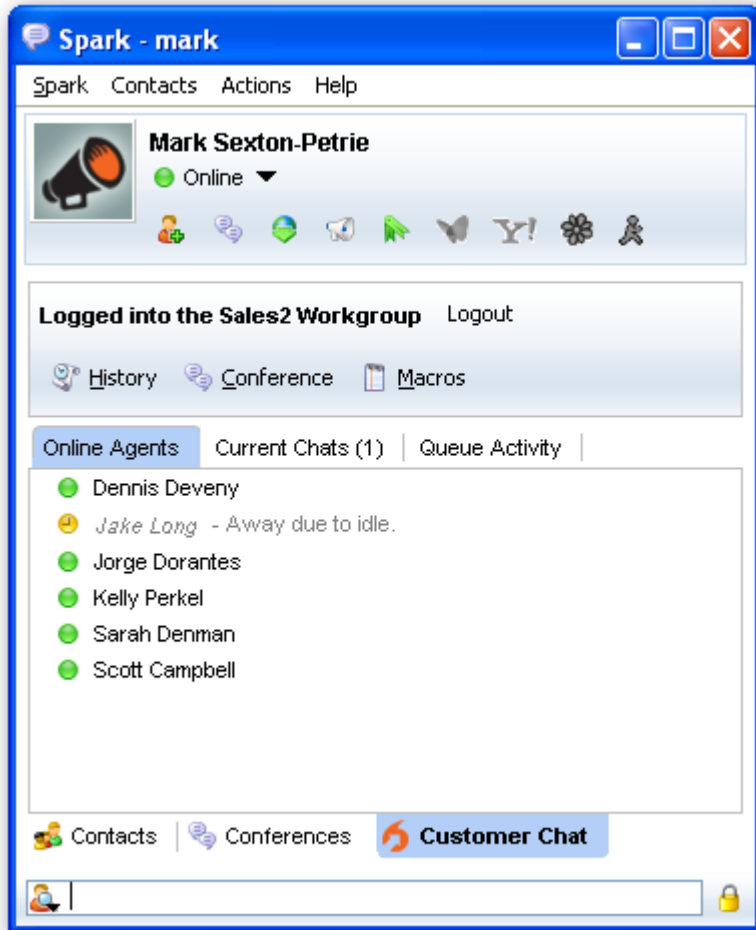 Spark - mark
Spark Contacts Actions Help
Mark Sexton-Petrie
Online
Y!
Logged into the Sales2 Workgroup Logout
History Conference Macros
Online Agents Current Chats (1) Queue Activity
Dennis Deveny
Jake Long - Away due to idle.
Jorge Dorantes
Kelly Perkel
Sarah Denman
Scott Campbell
Contacts Conferences Customer Chat